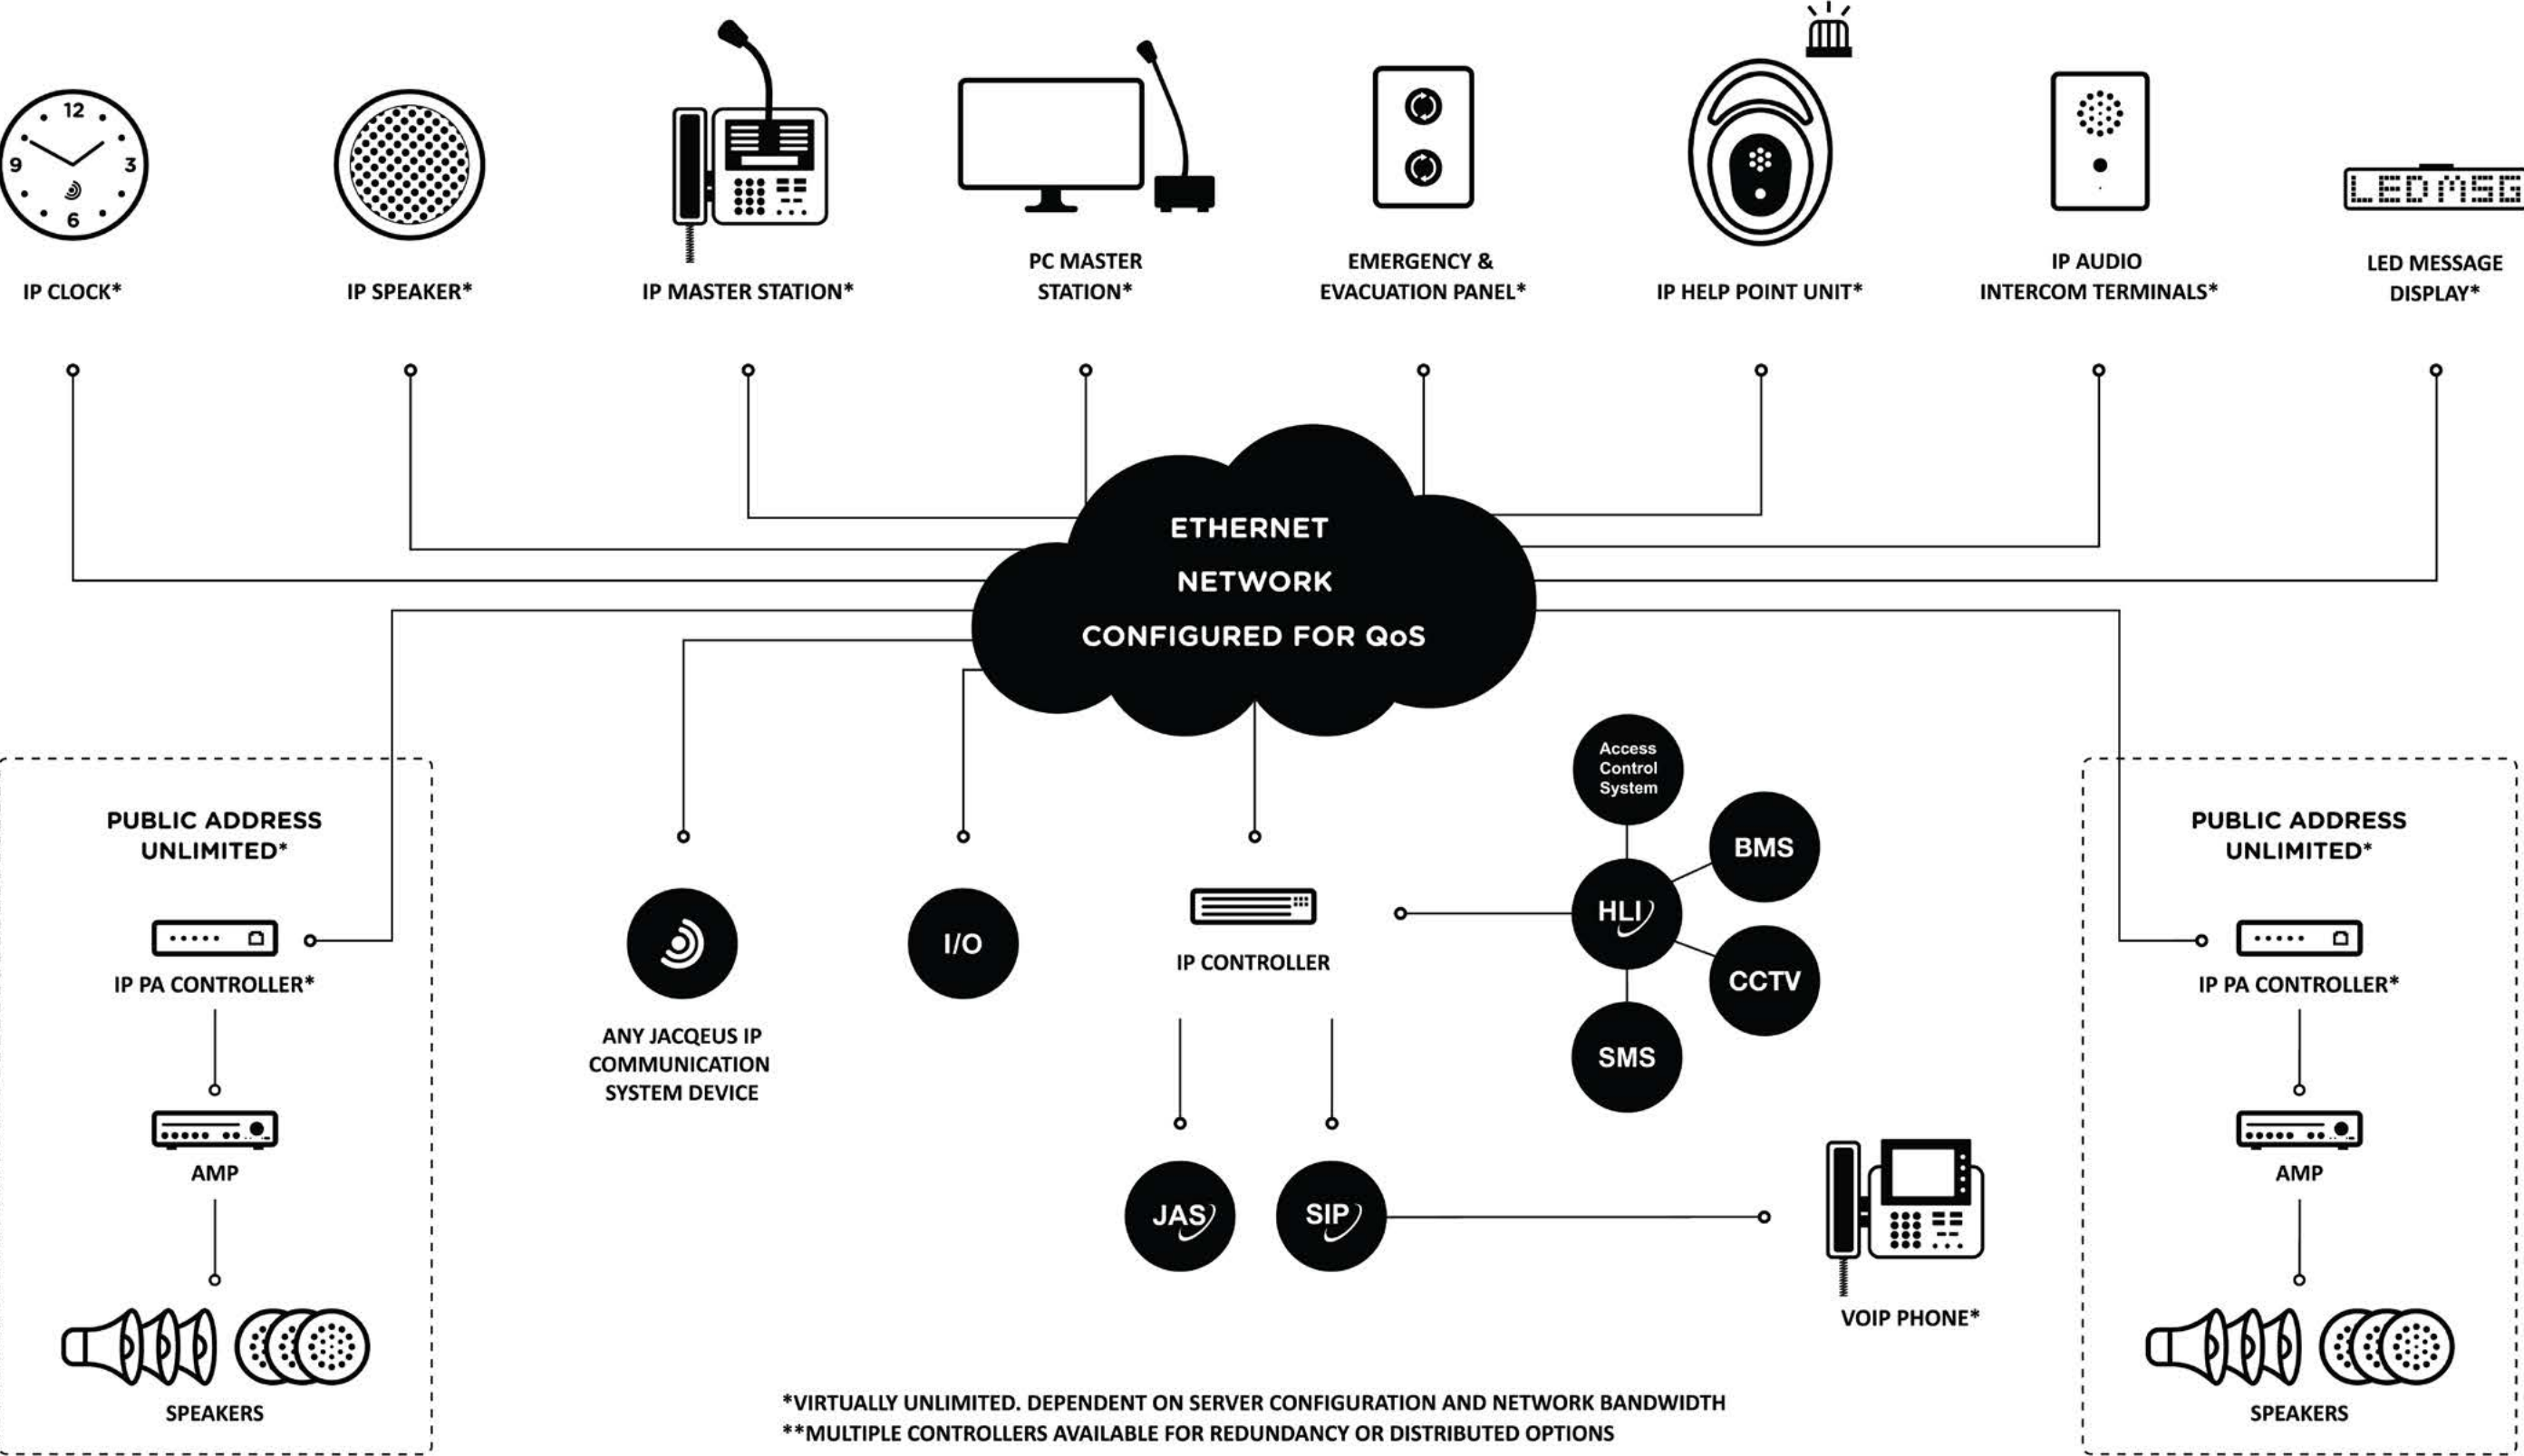 12
9
3
6
LED MSG
IP CLOCK*
IP SPEAKER*
IP MASTER STATION*
PC MASTER
STATION*
EMERGENCY &
EVACUATION PANEL*
IP HELP POINT UNIT*
IP AUDIO
INTERCOM TERMINALS*
LED MESSAGE
DISPLAY*
ETHERNET
NETWORK
CONFIGURED FOR QoS
PUBLIC ADDRESS
UNLIMITED*
IP PA CONTROLLER*
AMP
SPEAKERS
ANY JACQEUS IP
COMMUNICATION
SYSTEM DEVICE
I/O
IP CONTROLLER
Access
Control
System
BMS
HLI
CCTV
SMS
JAS
SIP
VOIP PHONE*
PUBLIC ADDRESS
UNLIMITED*
IP PA CONTROLLER*
AMP
SPEAKERS
*VIRTUALLY UNLIMITED. DEPENDENT ON SERVER CONFIGURATION AND NETWORK BANDWIDTH
**MULTIPLE CONTROLLERS AVAILABLE FOR REDUNDANCY OR DISTRIBUTED OPTIONS